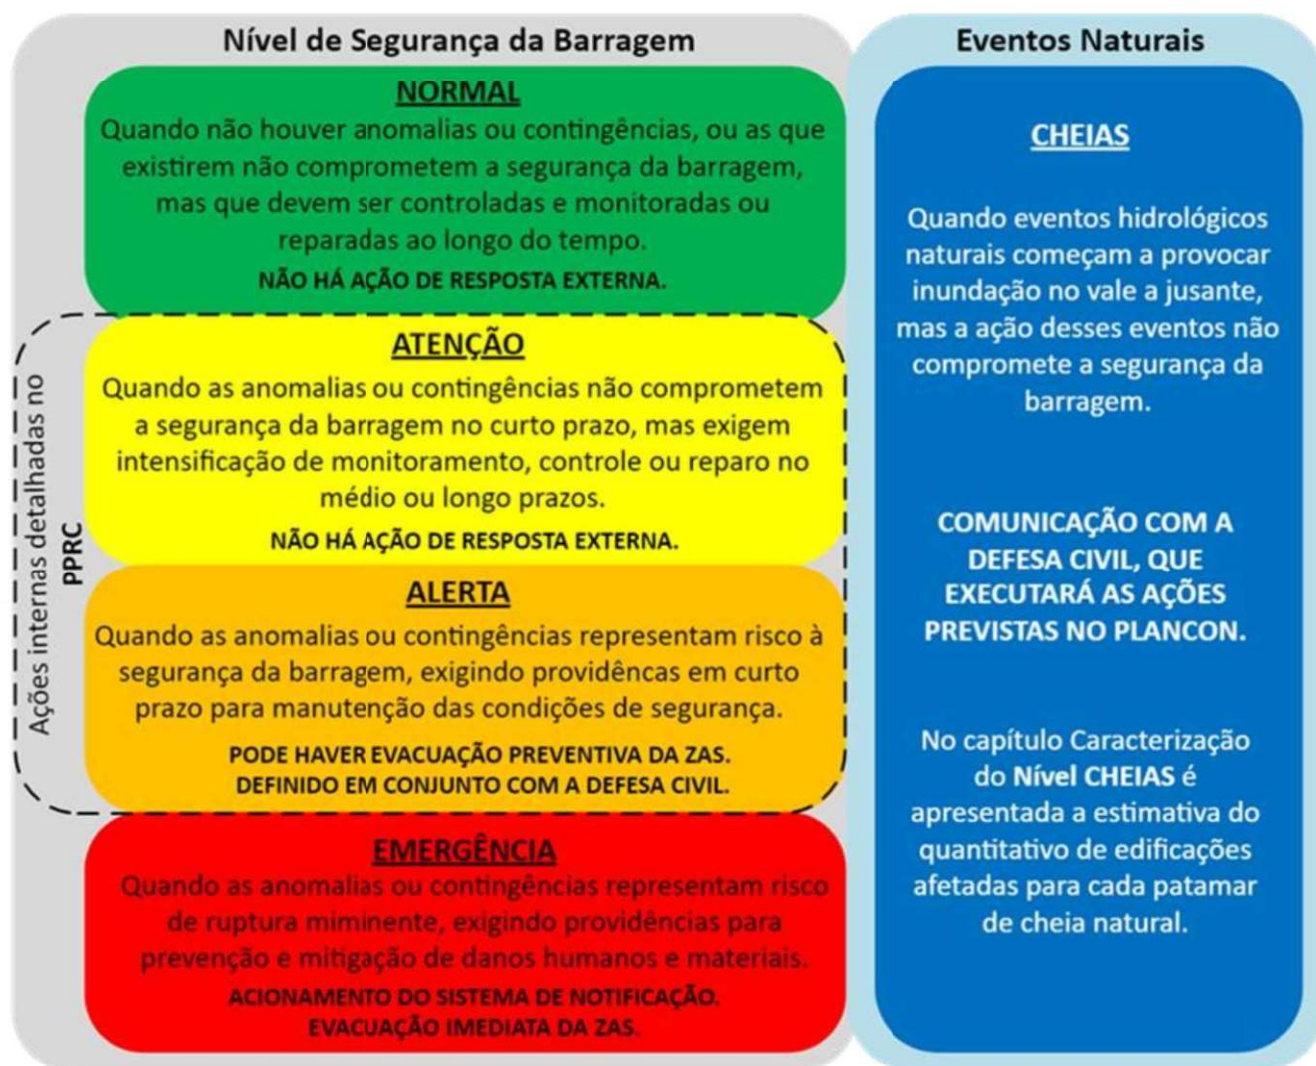 Nível de Segurança da Barragem
NORMAL
Quando não houver anomalias ou contingências, ou as que
existirem não comprometem a segurança da barragem,
mas que devem ser controladas e monitoradas ou
reparadas ao longo do tempo.
NÃO HÁ AÇÃO DE RESPOSTA EXTERNA.
Ações internas detalhadas no
PPRC
ATENÇÃO
Quando as anomalias ou contingências não comprometem
a segurança da barragem no curto prazo, mas exigem
intensificação de monitoramento, controle ou reparo no
médio ou longo prazos.
NÃO HÁ AÇÃO DE RESPOSTA EXTERNA.
ALERTA
Quando as anomalias ou contingências representam risco à
segurança da barragem, exigindo providêncas em curto
prazo para manutenção das condições de segurança.
PODE HAVER EVACUAÇÃO PREVENTIVA DA ZAS.
DEFINIDO EM CONJUNTO COM A DEFESA CIVIL.
EMERGÊNCIA
Quando as anomalias ou contingências representam risco
de ruptura miminente, exigindo providências para
prevenção e mitigação de danos humanos e materiais.
ACIONAMENTO DO SISTEMA DE NOTIFICAÇÃO.
EVACUAÇÃO IMEDIATA DA ZAS.
Eventos Naturais
CHEIAS
Quando eventos hidrológicos
naturais começam a provocar
inundação no vale a jusante,
mas a ação desses eventos não
compromete a segurança da
barragem.
COMUNICAÇÃO COM A
DEFESA CIVIL, QUE
EXECUTARÁ AS AÇÕES
PREVISTAS NO PLANCON.
No capítulo Caracterização
do Nível CHEIAS é
apresentada a estimativa do
quantitativo de edificações
afetadas para cada patamar
de cheia natural.